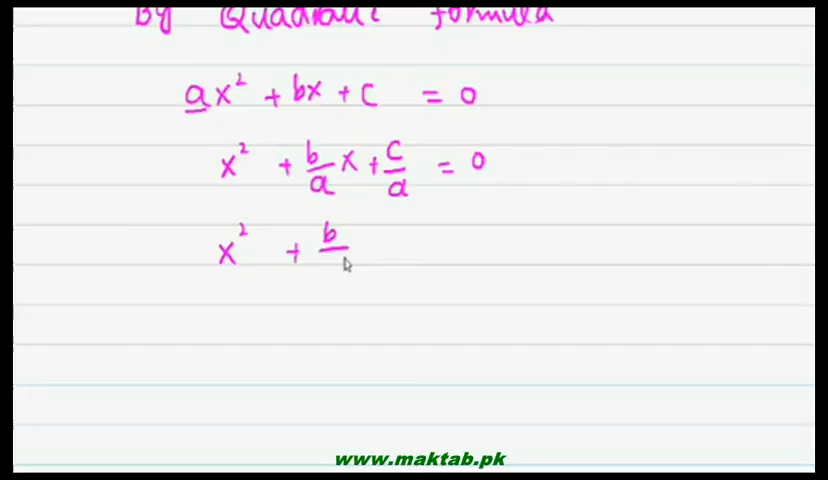 By Quadratic formula
ax² + bx + c = 0
x² + b/a x + c/a = 0
x² + b/
www.maktab.pk